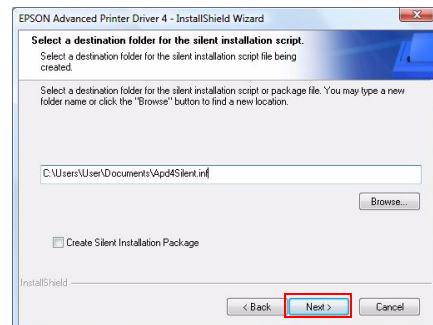 EPSON Advanced Printer Driver 4 - InstallShield Wizard
Select a destination folder for the silent installation script.
Select a destination folder for the silent installation script file being
created.
Select a destination folder for the silent installation script or package file. You may type a new
folder name or click the "Browse" button to find a new location.
C:\Users\User\Documents\Apd4Silent.inf
Browse...
Create Silent Installation Package
InstallShield
< Back Next > Cancel